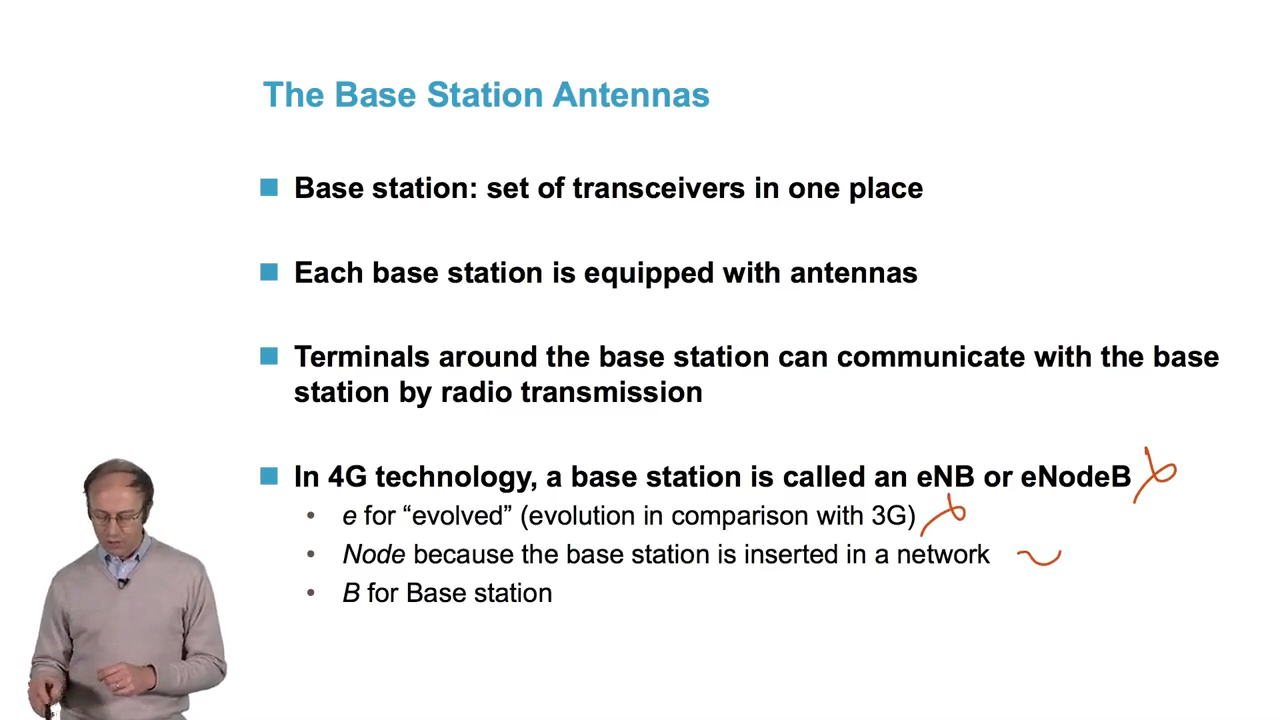 The Base Station Antennas
Base station: set of transceivers in one place
Each base station is equipped with antennas
Terminals around the base station can communicate with the base
station by radio transmission
In 4G technology, a base station is called an eNB or eNodeB
• e for “evolved” (evolution in comparison with 3G)
• Node because the base station is inserted in a network
• B for Base station